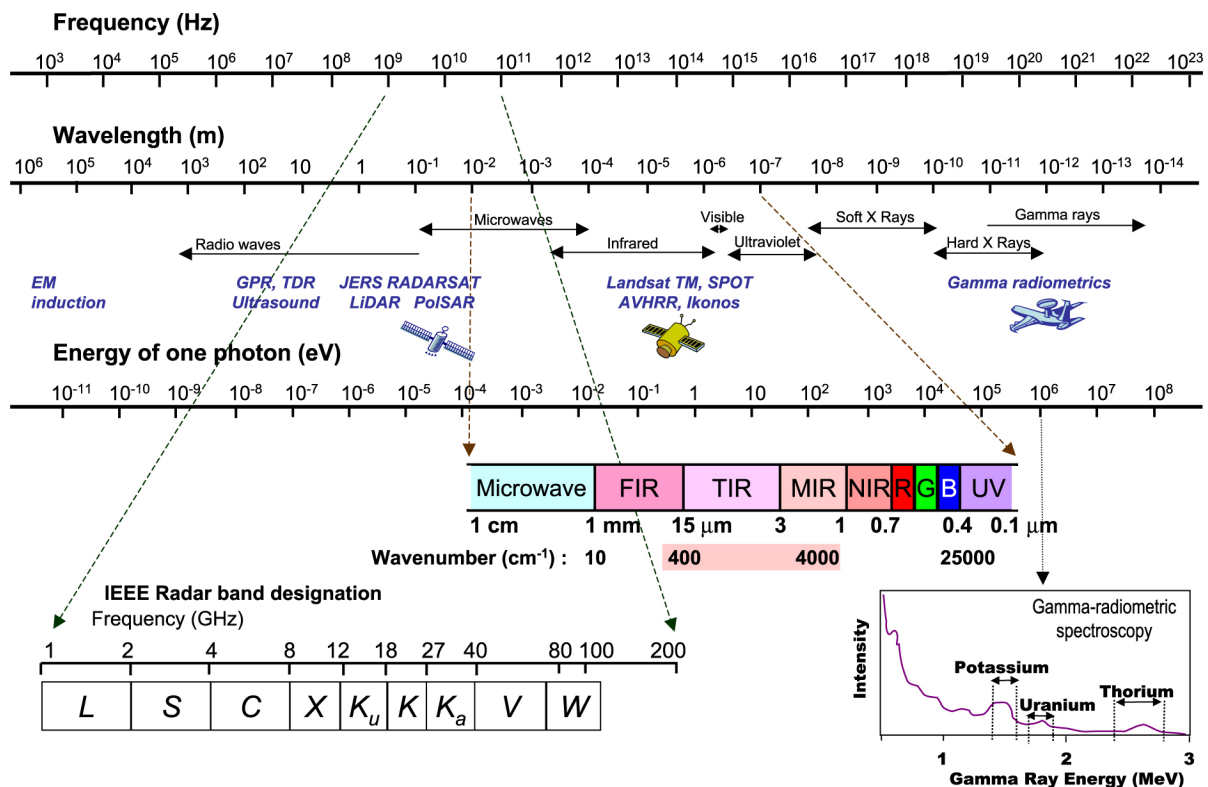 Frequency (Hz)
10³ 10⁴ 10⁵ 10⁶ 10⁷ 10⁸ 10⁹ 10¹⁰ 10¹¹ 10¹² 10¹³ 10¹⁴ 10¹⁵ 10¹⁶ 10¹⁷ 10¹⁸ 10¹⁹ 10²⁰ 10²¹ 10²² 10²³
Wavelength (m)
10⁶ 10⁵ 10⁴ 10³ 10² 10 1 10⁻¹ 10⁻² 10⁻³ 10⁻⁴ 10⁻⁵ 10⁻⁶ 10⁻⁷ 10⁻⁸ 10⁻⁹ 10⁻¹⁰ 10⁻¹¹ 10⁻¹² 10⁻¹³ 10⁻¹⁴
Microwaves Visible Soft X Rays Gamma rays
Radio waves Infrared Ultraviolet Hard X Rays
EM
induction
GPR, TDR
Ultrasound
JERS RADARSAT
LiDAR PolSAR
Landsat TM, SPOT
AVHRR, Ikonos
Gamma radiometrics
Energy of one photon (eV)
10⁻¹¹ 10⁻¹⁰ 10⁻⁹ 10⁻⁸ 10⁻⁷ 10⁻⁶ 10⁻⁵ 10⁻⁴ 10⁻³ 10⁻² 10⁻¹ 1 10 10² 10³ 10⁴ 10⁵ 10⁶ 10⁷ 10⁸
Microwave FIR TIR MIR NIR R G B UV
1 cm 1 mm 15 μm 3 1 0.7 0.4 0.1 μm
Wavenumber (cm⁻¹) : 10 400 4000 25000
IEEE Radar band designation
Frequency (GHz)
1 2 4 8 12 18 27 40 80 100 200
L S C X Kᵤ K Kₐ V W
Gamma-radiometric
spectroscopy
Intensity
Potassium
Uranium
Thorium
1 2 3
Gamma Ray Energy (MeV)